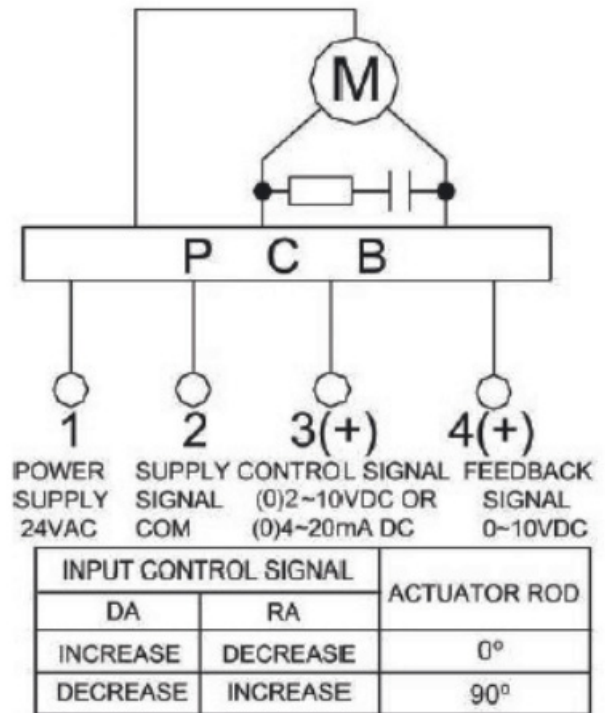 M
P C B
1 2 3(+) 4(+)
POWER SUPPLY CONTROL SIGNAL FEEDBACK
SUPPLY SIGNAL (0)2~10VDC OR SIGNAL
24VAC COM (0)4~20mA DC 0~10VDC
INPUT CONTROL SIGNAL ACTUATOR ROD
DA RA
INCREASE DECREASE 0°
DECREASE INCREASE 90°